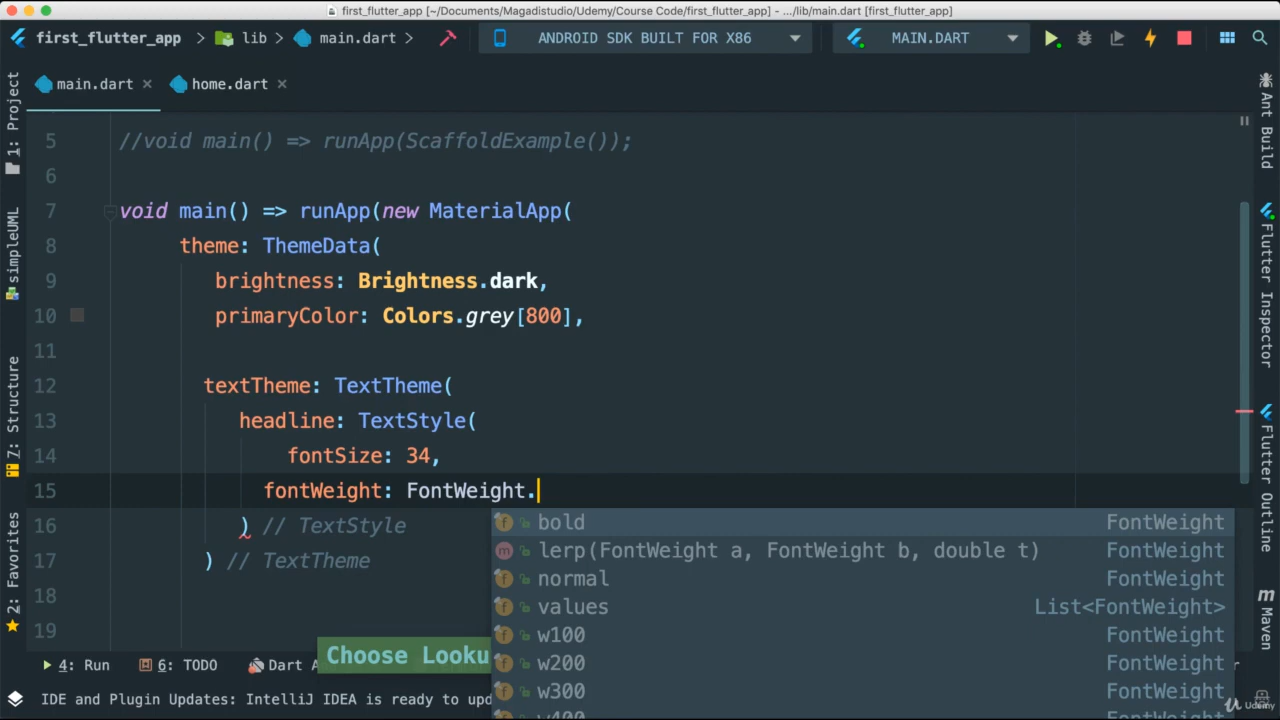 first_flutter_app [~/Documents/Magadistudio/Udemy/Course Code/first_flutter_app] - .../lib/main.dart [first_flutter_app]
first_flutter_app > lib > main.dart > ANDROID SDK BUILT FOR X86 MAIN.DART
main.dart × home.dart ×
1: Project
simpleUML
7: Structure
2: Favorites
5 //void main() => runApp(ScaffoldExample());
6
7 void main() => runApp(new MaterialApp(
8 theme: ThemeData(
9 brightness: Brightness.dark,
10 primaryColor: Colors.grey[800],
11
12 textTheme: TextTheme(
13 headline: TextStyle(
14 fontSize: 34,
15 fontWeight: FontWeight.
16 ) // TextStyle
17 ) // TextTheme
18
19
f bold FontWeight
m lerp(FontWeight a, FontWeight b, double t) FontWeight
f normal FontWeight
f values List<FontWeight>
f w100 FontWeight
f w200 FontWeight
f w300 FontWeight
f w400 FontWeight
Choose Looku
Ant Build
Flutter Inspector
Flutter Outline
m Maven
4: Run 6: TODO Dart A
IDE and Plugin Updates: IntelliJ IDEA is ready to upd
Udemy